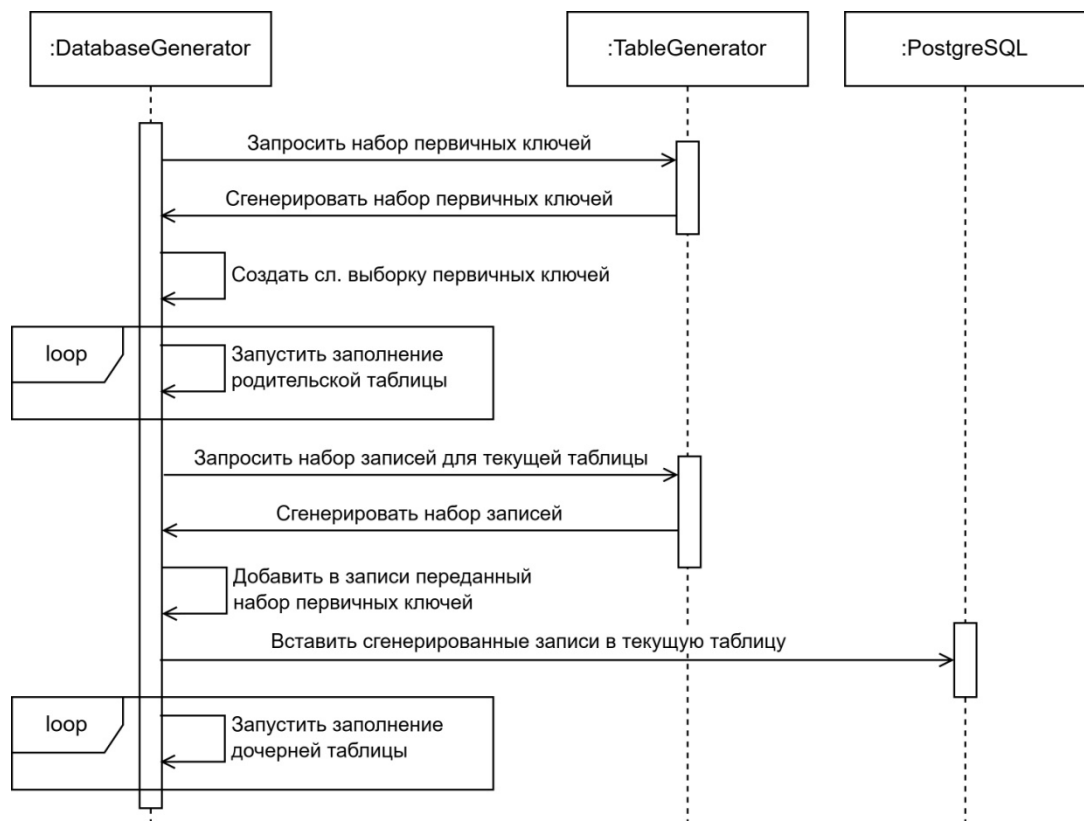 :DatabaseGenerator
:TableGenerator
:PostgreSQL
Запросить набор первичных ключей
Сгенерировать набор первичных ключей
Создать сл. выборку первичных ключей
loop
Запустить заполнение
родительской таблицы
Запросить набор записей для текущей таблицы
Сгенерировать набор записей
Добавить в записи переданный
набор первичных ключей
Вставить сгенерированные записи в текущую таблицу
loop
Запустить заполнение
дочерней таблицы